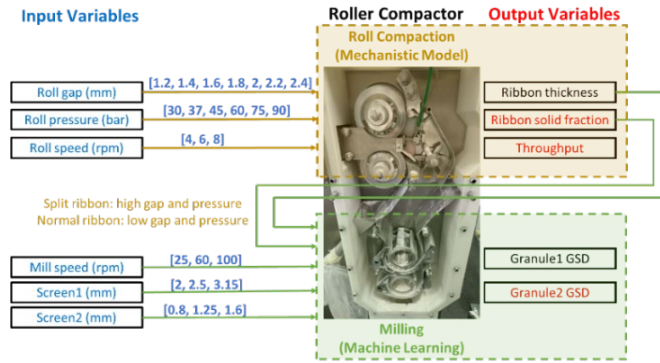 Input Variables
Roller Compactor
Output Variables
Roll Compaction
(Mechanistic Model)
Roll gap (mm)
[1.2, 1.4, 1.6, 1.8, 2, 2.2, 2.4]
Ribbon thickness
Roll pressure (bar)
[30, 37, 45, 60, 75, 90]
Ribbon solid fraction
Roll speed (rpm)
[4, 6, 8]
Throughput
Split ribbon: high gap and pressure
Normal ribbon: low gap and pressure
Mill speed (rpm)
[25, 60, 100]
Granule1 GSD
Screen1 (mm)
[2, 2.5, 3.15]
Granule2 GSD
Screen2 (mm)
[0.8, 1.25, 1.6]
Milling
(Machine Learning)